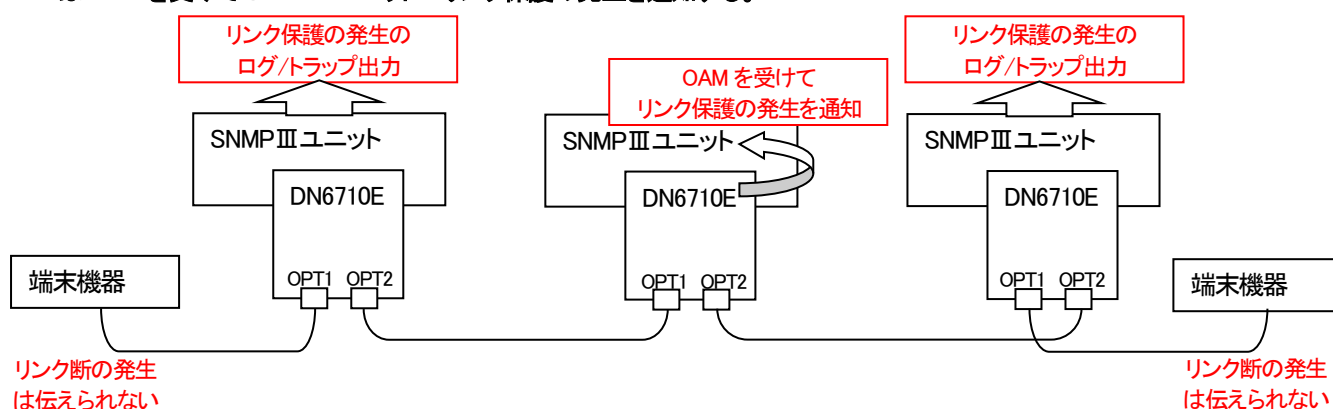 リンク保護の発生の
ログ/トラップ出力
リンク保護の発生の
ログ/トラップ出力
OAM を受けて
リンク保護の発生を通知
SNMPⅢユニット
SNMPⅢユニット
SNMPⅢユニット
DN6710E
DN6710E
DN6710E
端末機器
OPT1 OPT2
OPT1 OPT2
OPT1 OPT2
端末機器
リンク断の発生
は伝えられない
リンク断の発生
は伝えられない